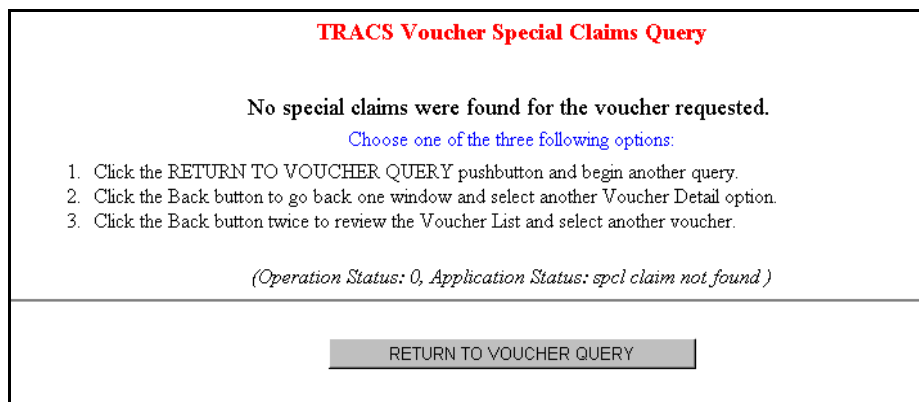 TRACS Voucher Special Claims Query
No special claims were found for the voucher requested.
Choose one of the three following options:
1. Click the RETURN TO VOUCHER QUERY pushbutton and begin another query.
2. Click the Back button to go back one window and select another Voucher Detail option.
3. Click the Back button twice to review the Voucher List and select another voucher.
(Operation Status: 0, Application Status: spcl claim not found )
RETURN TO VOUCHER QUERY